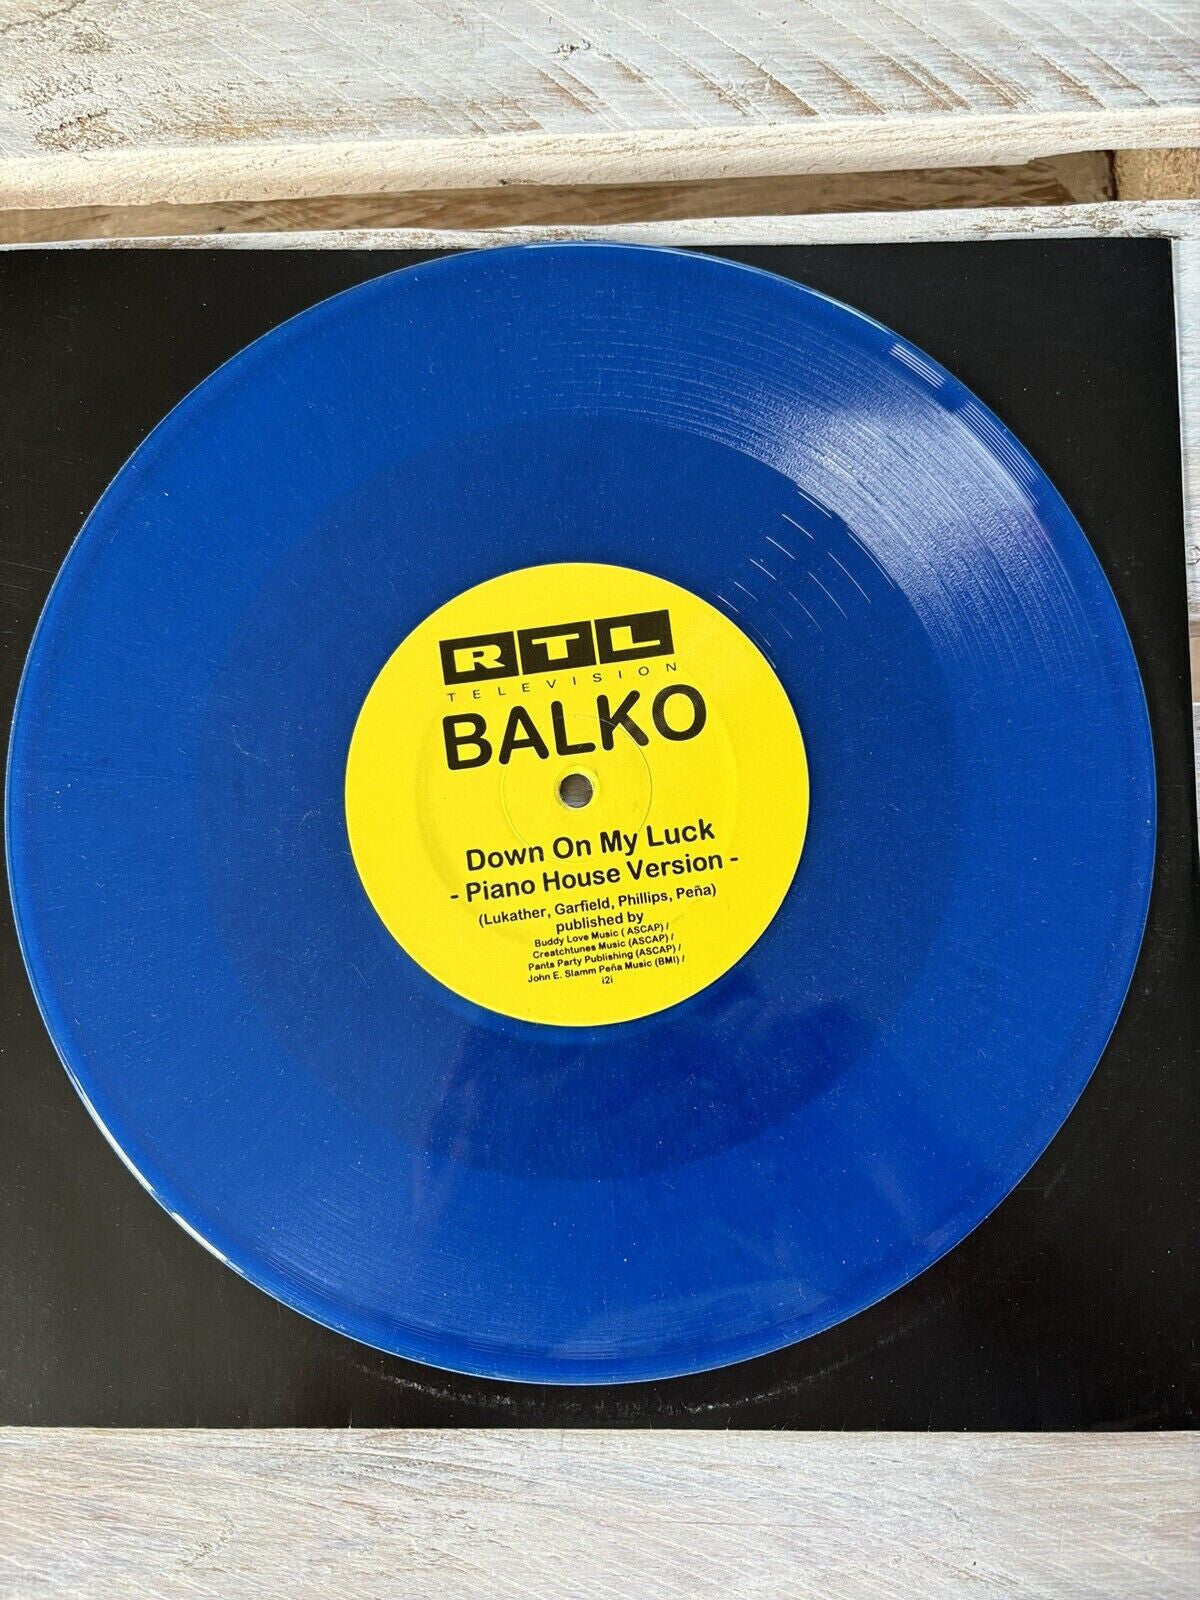 RTL
TELEVISION
BALKO
Down On My Luck
- Piano House Version -
(Lukather, Garfield, Phillips, Peña)
published by
Buddy Love Music ( ASCAP) /
Creatchtunes Music (ASCAP) /
Pants Party Publishing (ASCAP) /
John E. Slamm Peña Music (BMI) /
i2i